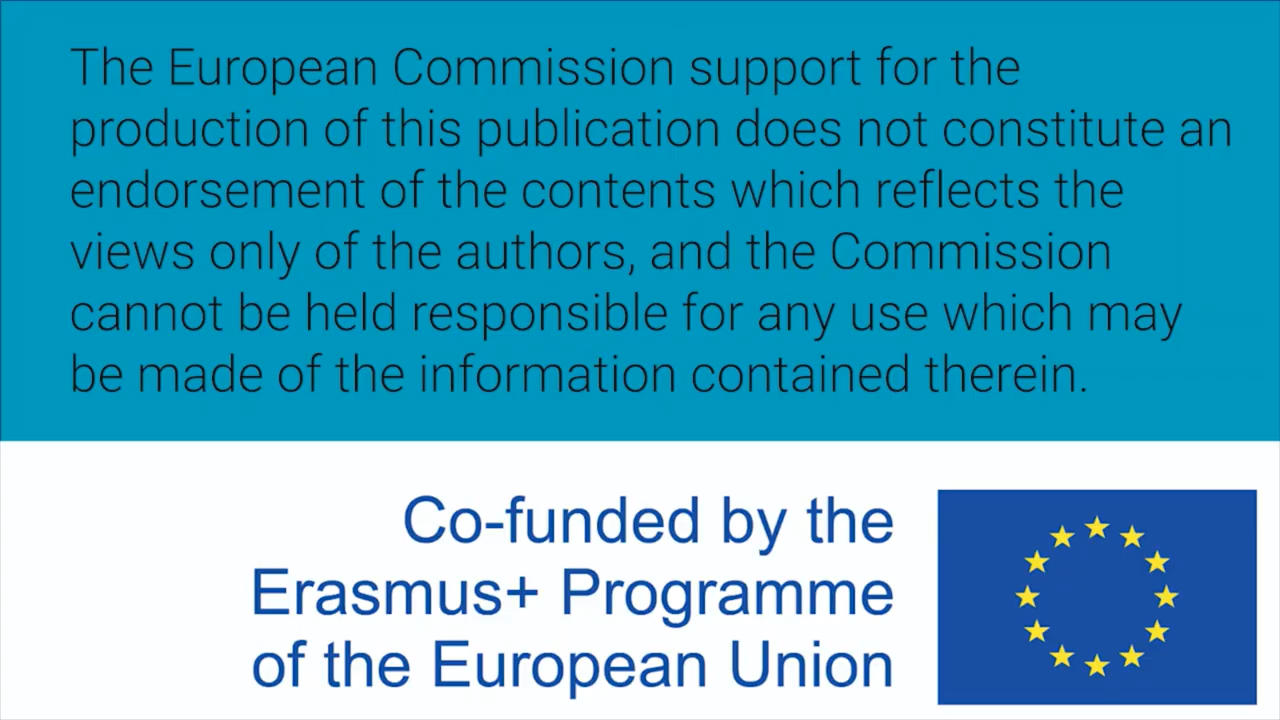 The European Commission support for the
production of this publication does not constitute an
endorsement of the contents which reflects the
views only of the authors, and the Commission
cannot be held responsible for any use which may
be made of the information contained therein.
Co-funded by the
Erasmus+ Programme
of the European Union